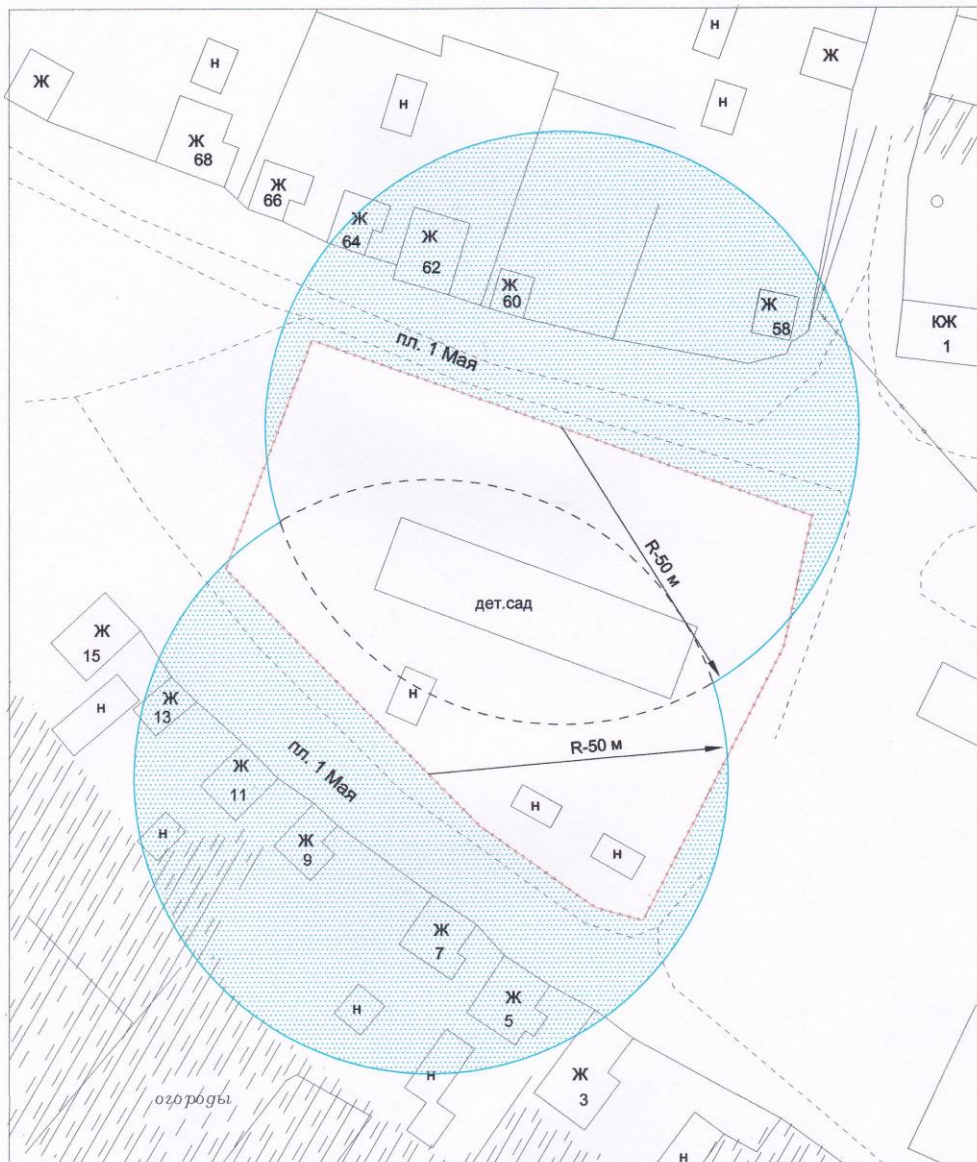 н
Ж
Ж
н
н
н
Ж
68
Ж
66
Ж
64
Ж
62
Ж
60
Ж
58
КЖ
1
пл. 1 Мая
R-50 м
дет.сад
Ж
15
н
Ж
13
н
пл. 1 Мая
R-50 м
Ж
11
н
н
Ж
9
н
Ж
7
Ж
5
н
н
Ж
3
огороды
н